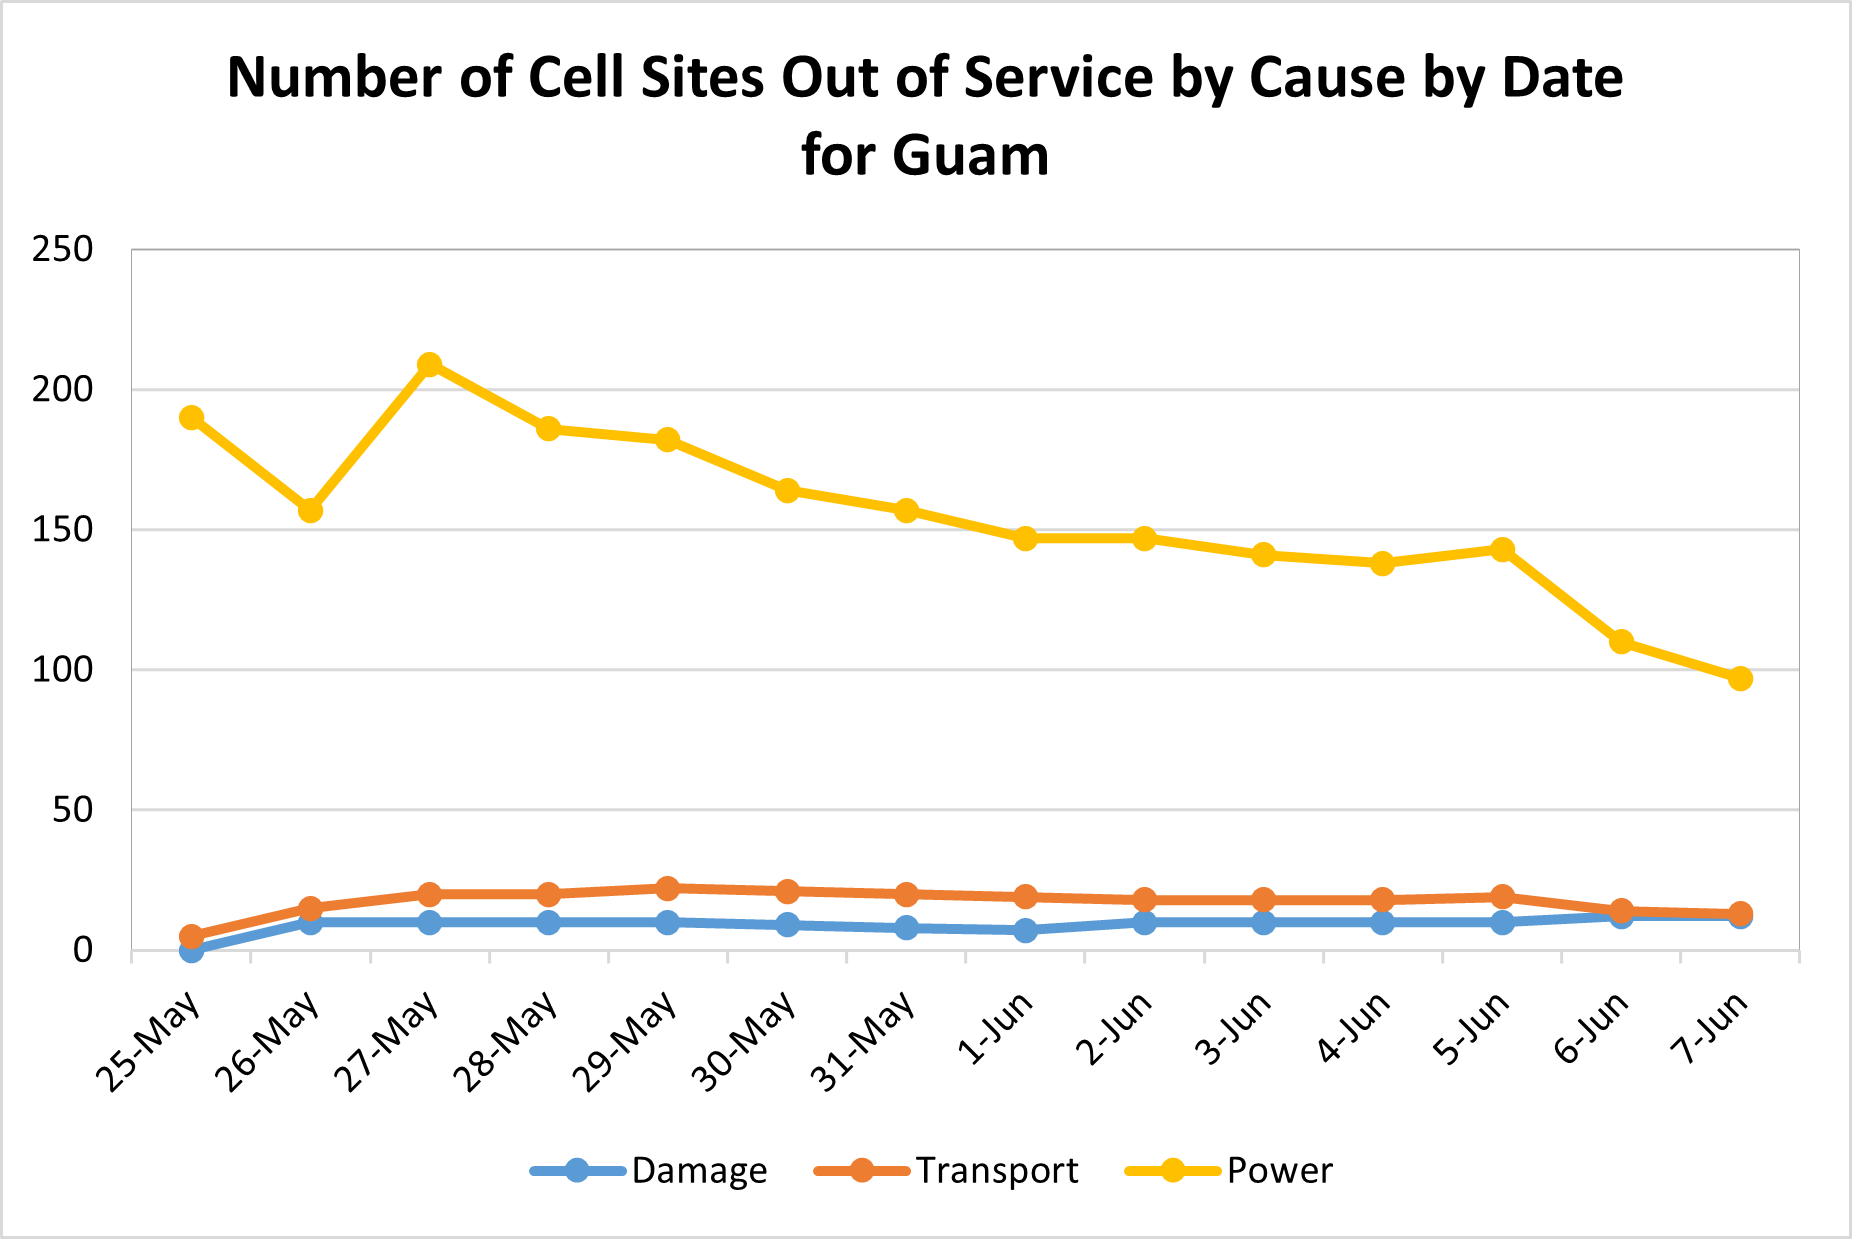 Number of Cell Sites Out of Service by Cause by Date
for Guam
250
200
150
100
50
0
25-May
26-May
27-May
28-May
29-May
30-May
31-May
1-Jun
2-Jun
3-Jun
4-Jun
5-Jun
6-Jun
7-Jun
Damage
Transport
Power